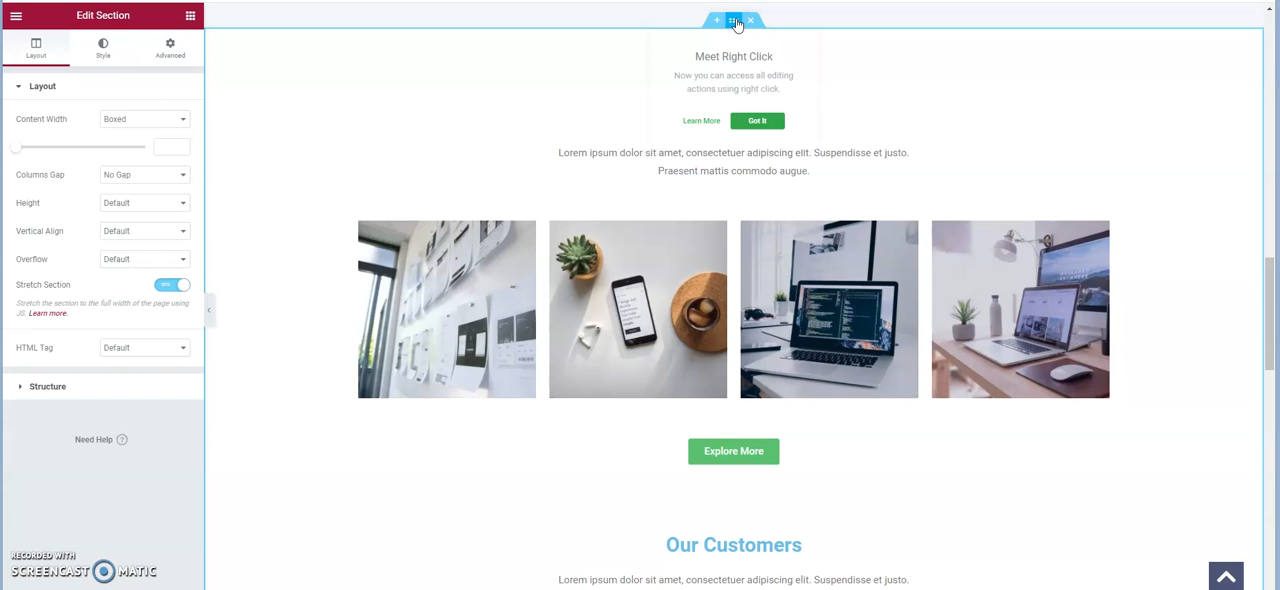 Edit Section
Layout
Style
Advanced
Layout
Content Width
Boxed
Columns Gap
No Gap
Height
Default
Vertical Align
Default
Overflow
Default
Stretch Section
Stretch the section to the full width of the page using
JS. Learn more.
HTML Tag
Default
Structure
Need Help ?
RECORDED WITH
SCREENCAST MATIC
Meet Right Click
Now you can access all editing
actions using right click.
Learn More
Got It
Lorem ipsum dolor sit amet, consectetuer adipiscing elit. Suspendisse et justo.
Praesent mattis commodo augue.
Explore More
Our Customers
Lorem ipsum dolor sit amet, consectetuer adipiscing elit. Suspendisse et justo.